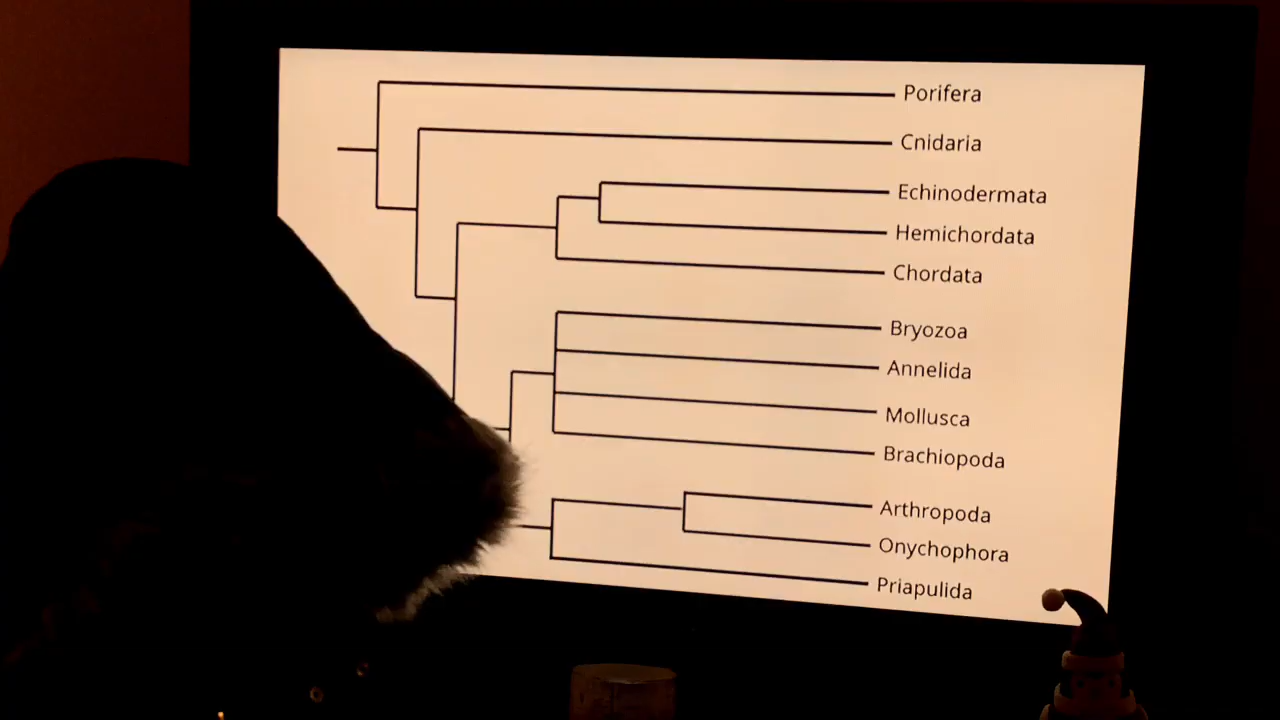 Porifera
Cnidaria
Echinodermata
Hemichordata
Chordata
Bryozoa
Annelida
Mollusca
Brachiopoda
Arthropoda
Onychophora
Priapulida